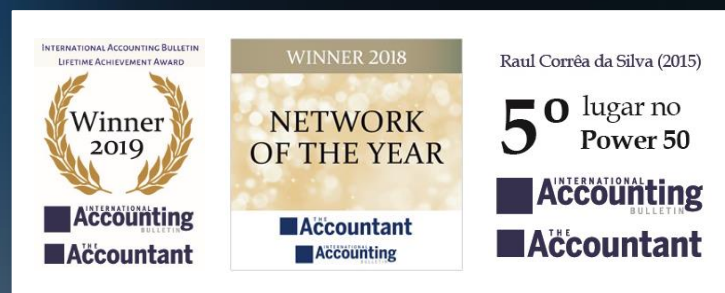 INTERNATIONAL ACCOUNTING BULLETIN
LIFETIME ACHIEVEMENT AWARD
Winner
2019
INTERNATIONAL
Accounting
BULLETIN
THE
Accountant
WINNER 2018
NETWORK
OF THE YEAR
THE
Accountant
INTERNATIONAL
Accounting
BULLETIN
Raul Corrêa da Silva (2015)
5º lugar no
Power 50
INTERNATIONAL
Accounting
BULLETIN
THE
Accountant